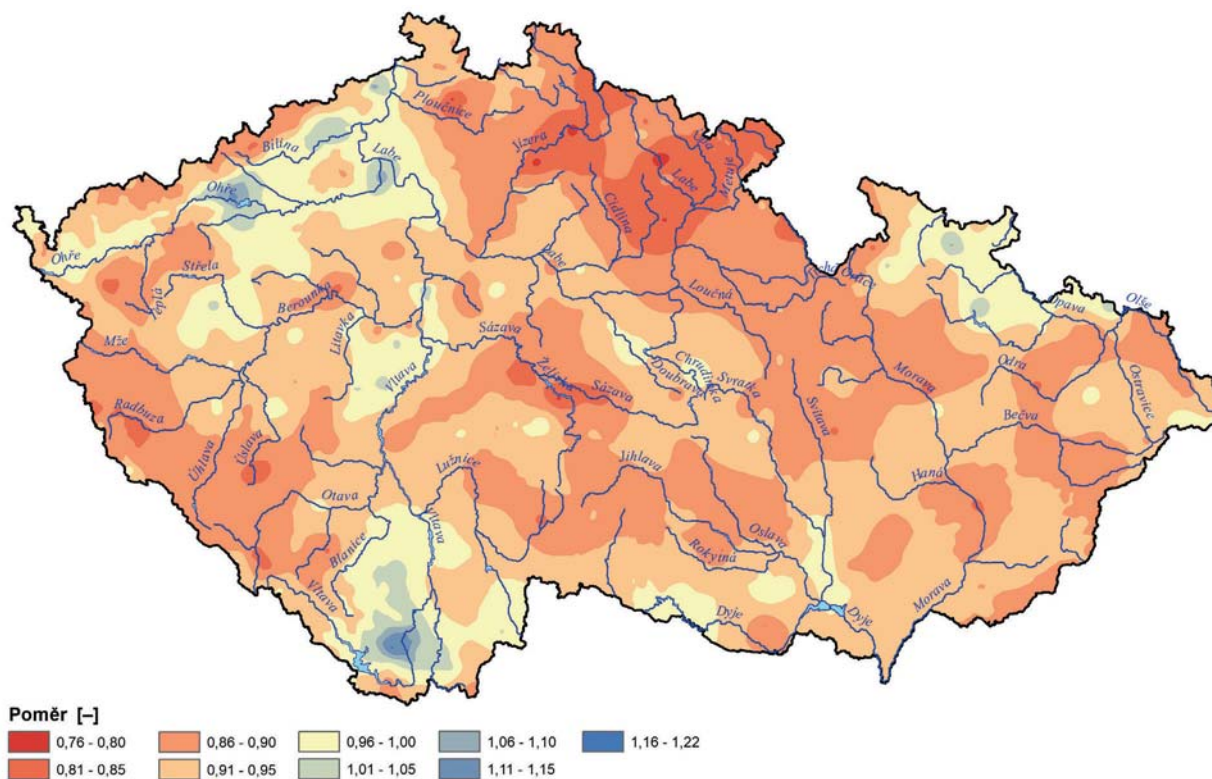 Ploučnice
Jizera
Bílina
Labe
Úpa
Metuje
Labe
Cidlina
Ohře
Ohře
Střela
Teplá
Berounka
Litavka
Labe
Loučná
Opava
Olše
Mže
Sázava
Vltava
Želivka
Sázava
Chrudimka
Doubrava
Svratka
Morava
Odra
Ostravice
Radbuza
Úhlava
Úslava
Svitava
Bečva
Lužnice
Jihlava
Haná
Otava
Vltava
Blanice
Oslava
Rokytná
Vltava
Dyje
Dyje
Morava
Poměr [–]
0,76 - 0,80
0,86 - 0,90
0,96 - 1,00
1,06 - 1,10
1,16 - 1,22
0,81 - 0,85
0,91 - 0,95
1,01 - 1,05
1,11 - 1,15